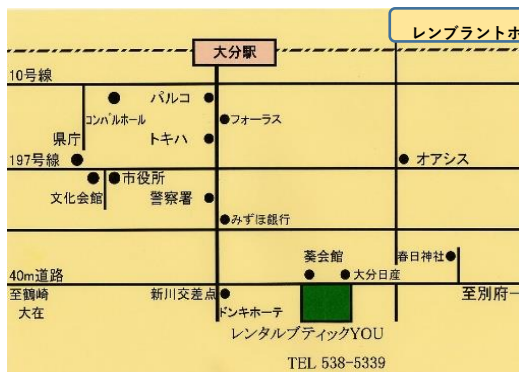 レンブラントホ
大分駅
10号線
パルコ
コンパルホール
フォーラス
県庁
トキハ
197号線
オアシス
市役所
文化会館
警察署
みずほ銀行
葵会館
春日神社
40m道路
大分日産
至鶴崎
大在
新川交差点
ドンキホーテ
至別府
レンタルブティックYOU
TEL 538-5339